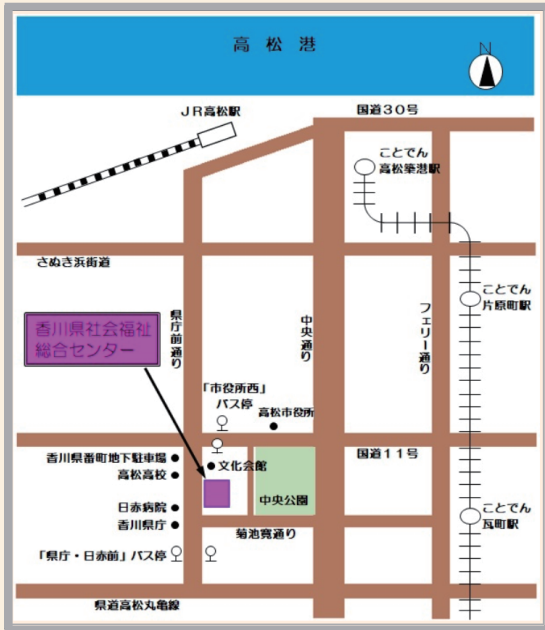 高松港
N
JR高松駅
国道30号
ことでん
高松築港駅
さぬき浜街道
ことでん
片原町駅
香川県社会福祉
総合センター
県庁前通り
中央通り
フェリー通り
「市役所西」
バス停
高松市役所
香川県番町地下駐車場
高松高校
文化会館
国道11号
日赤病院
香川県庁
中央公園
ことでん
瓦町駅
菊池寛通り
「県庁・日赤前」バス停
県道高松丸亀線